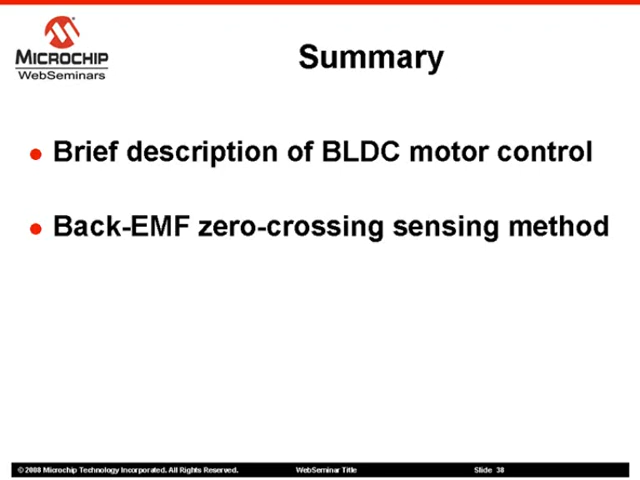 MICROCHIP
WebSeminars
Summary
Brief description of BLDC motor control
Back-EMF zero-crossing sensing method
© 2008 Microchip Technology Incorporated. All Rights Reserved. WebSeminar Title Slide 38